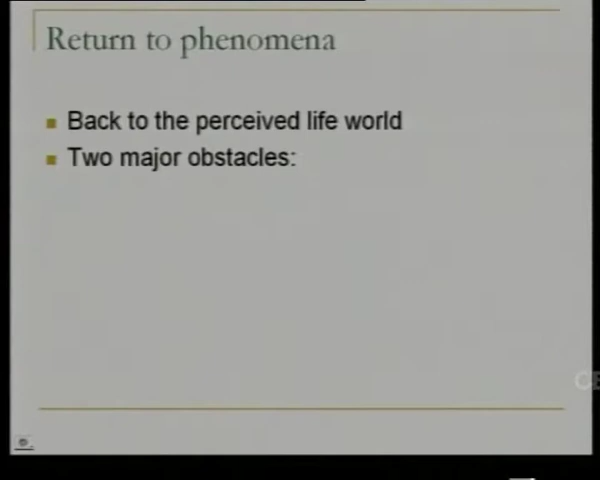 Return to phenomena
Back to the perceived life world
Two major obstacles: